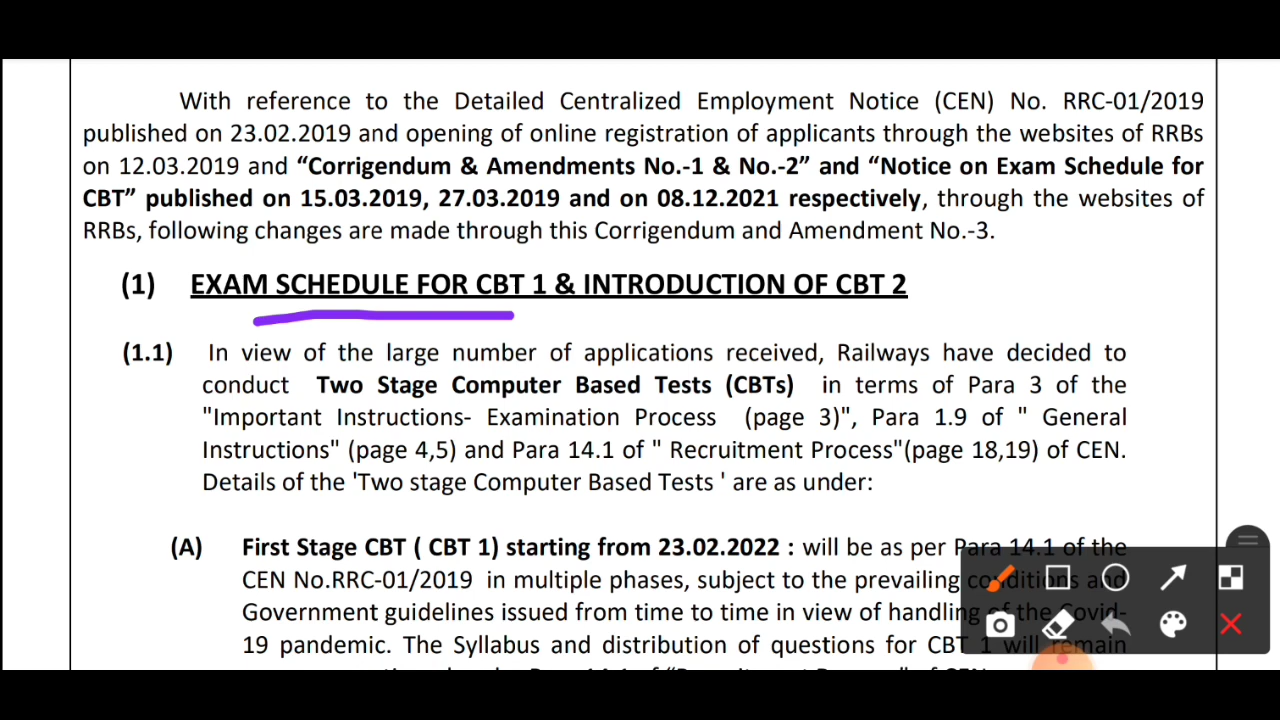 With reference to the Detailed Centralized Employment Notice (CEN) No. RRC-01/2019
published on 23.02.2019 and opening of online registration of applicants through the websites of RRBs
on 12.03.2019 and “Corrigendum & Amendments No.-1 & No.-2” and “Notice on Exam Schedule for
CBT” published on 15.03.2019, 27.03.2019 and on 08.12.2021 respectively, through the websites of
RRBs, following changes are made through this Corrigendum and Amendment No.-3.
(1) EXAM SCHEDULE FOR CBT 1 & INTRODUCTION OF CBT 2
(1.1) In view of the large number of applications received, Railways have decided to
conduct Two Stage Computer Based Tests (CBTs) in terms of Para 3 of the
"Important Instructions- Examination Process (page 3)", Para 1.9 of " General
Instructions" (page 4,5) and Para 14.1 of " Recruitment Process"(page 18,19) of CEN.
Details of the 'Two stage Computer Based Tests ' are as under:
(A) First Stage CBT ( CBT 1) starting from 23.02.2022 : will be as per Para 14.1 of the
CEN No.RRC-01/2019 in multiple phases, subject to the prevailing conditions and
Government guidelines issued from time to time in view of handling of the Covid-
19 pandemic. The Syllabus and distribution of questions for CBT 1 will remain